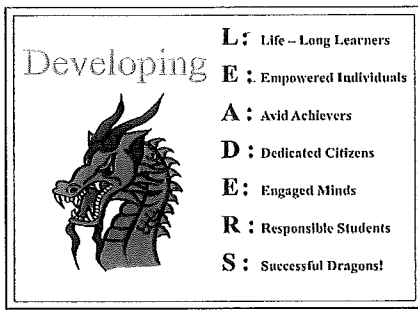 Developing
L: Life – Long Learners
E: Empowered Individuals
A: Avid Achievers
D: Dedicated Citizens
E: Engaged Minds
R: Responsible Students
S: Successful Dragons!